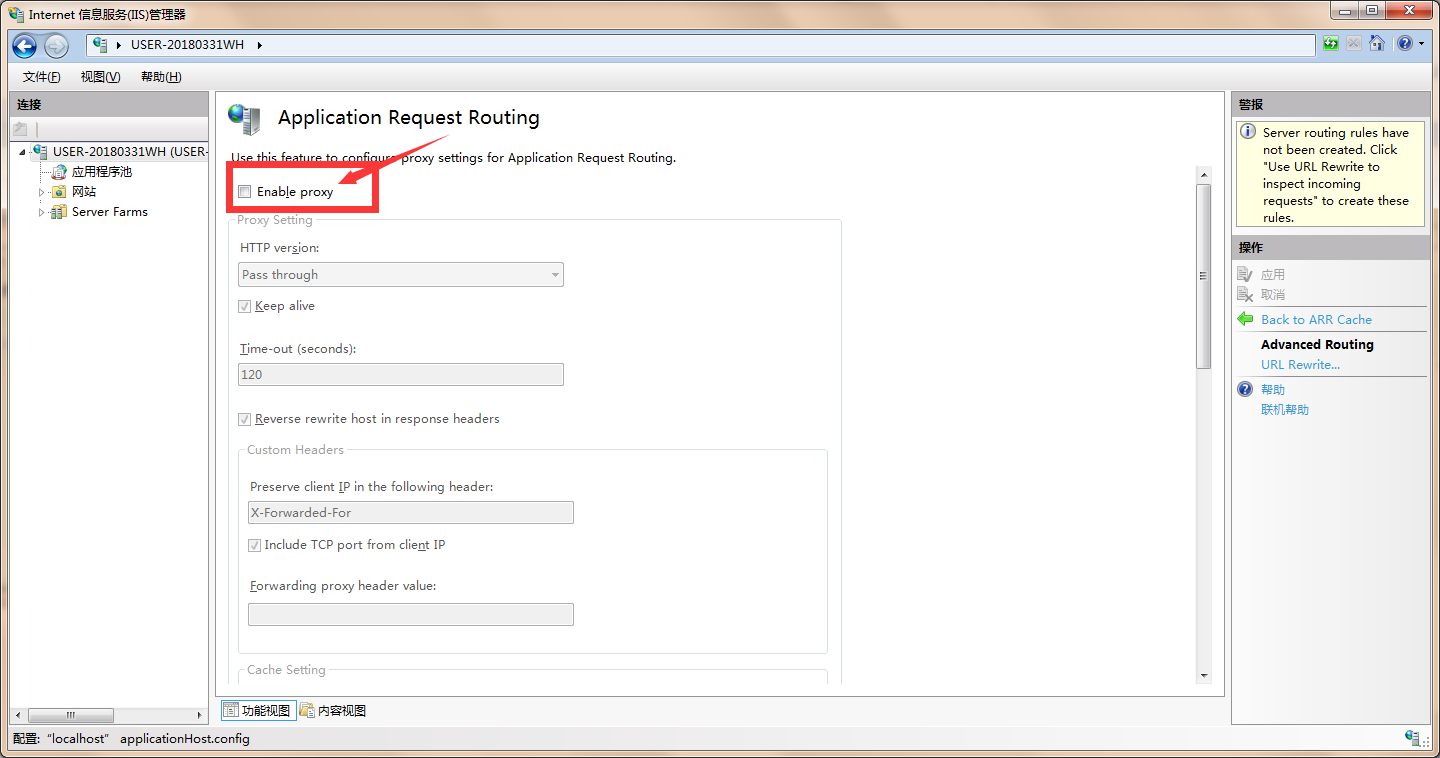 Internet 信息服务(IIS)管理器
USER-20180331WH
文件(F) 视图(V) 帮助(H)
连接
USER-20180331WH (USER-
应用程序池
网站
Server Farms
Application Request Routing
Use this feature to configure proxy settings for Application Request Routing.
Enable proxy
Proxy Setting
HTTP version:
Pass through
Keep alive
Time-out (seconds):
120
Reverse rewrite host in response headers
Custom Headers
Preserve client IP in the following header:
X-Forwarded-For
Include TCP port from client IP
Forwarding proxy header value:
Cache Setting
功能视图 内容视图
警报
Server routing rules have
not been created. Click
"Use URL Rewrite to
inspect incoming
requests" to create these
rules.
操作
应用
取消
Back to ARR Cache
Advanced Routing
URL Rewrite...
帮助
联机帮助
配置: "localhost" applicationHost.config